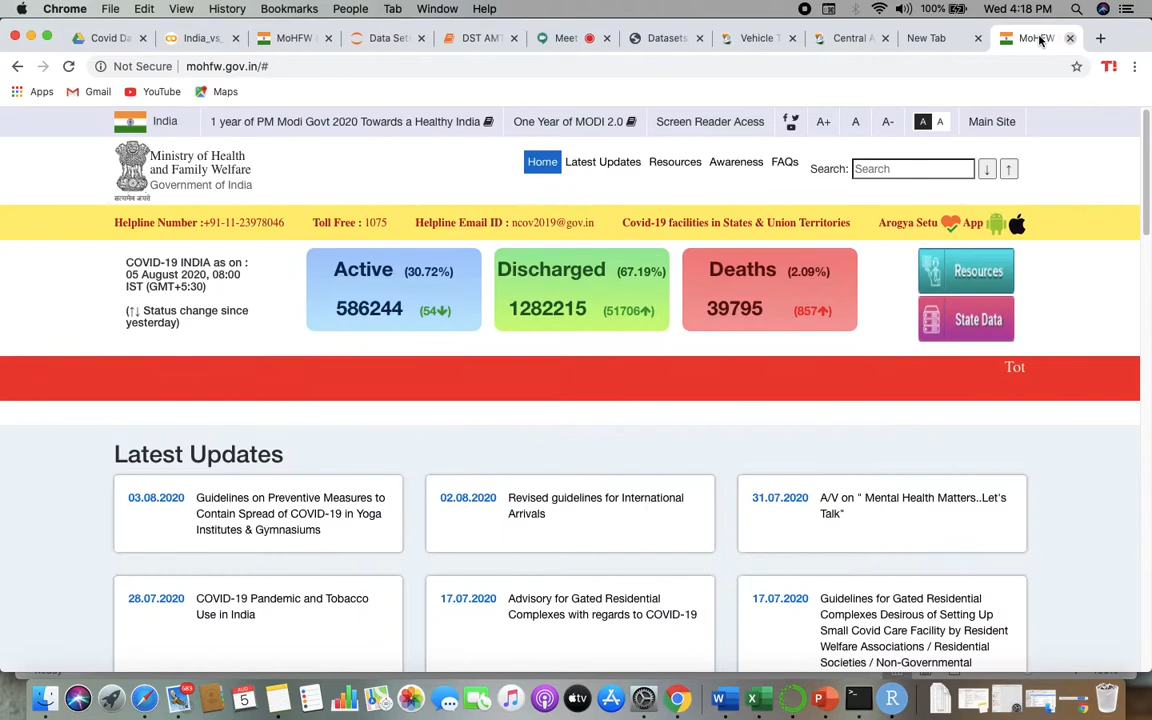 Chrome File Edit View History Bookmarks People Tab Window Help 100% Wed 4:18 PM
Covid Da India_vs_ MoHFW Data Set DST AMT Meet Datasets Vehicle T Central A New Tab MoHFW
Not Secure mohfw.gov.in/#
Apps Gmail YouTube Maps
India 1 year of PM Modi Govt 2020 Towards a Healthy India One Year of MODI 2.0 Screen Reader Acess A+ A A- A A Main Site
Ministry of Health
and Family Welfare
Government of India
सत्यमेव जयते
Home Latest Updates Resources Awareness FAQs Search: Search ↓ ↑
Helpline Number :+91-11-23978046 Toll Free : 1075 Helpline Email ID : ncov2019@gov.in Covid-19 facilities in States & Union Territories Arogya Setu App
COVID-19 INDIA as on :
05 August 2020, 08:00
IST (GMT+5:30)
(↑↓ Status change since
yesterday)
Active (30.72%)
586244 (54↓)
Discharged (67.19%)
1282215 (51706↑)
Deaths (2.09%)
39795 (857↑)
Resources
State Data
Tot
Latest Updates
03.08.2020 Guidelines on Preventive Measures to
Contain Spread of COVID-19 in Yoga
Institutes & Gymnasiums
02.08.2020 Revised guidelines for International
Arrivals
31.07.2020 A/V on " Mental Health Matters..Let's
Talk"
28.07.2020 COVID-19 Pandemic and Tobacco
Use in India
17.07.2020 Advisory for Gated Residential
Complexes with regards to COVID-19
17.07.2020 Guidelines for Gated Residential
Complexes Desirous of Setting Up
Small Covid Care Facility by Resident
Welfare Associations / Residential
Societies / Non-Governmental
583
AUG
5
tv
W X P R